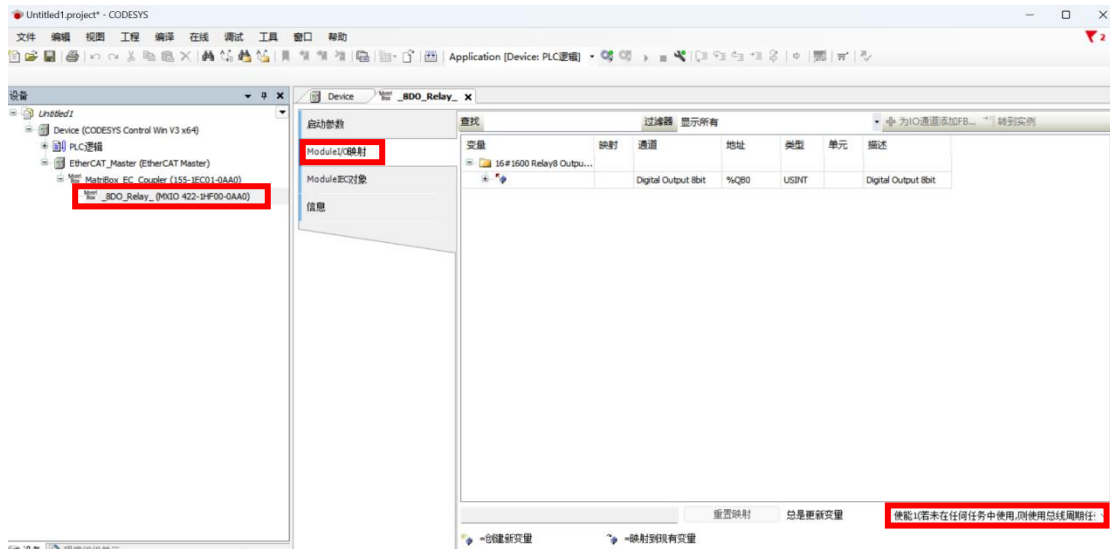 Untitled1.project* - CODESYS
文件 编辑 视图 工程 编译 在线 调试 工具 窗口 帮助
2
Application [Device: PLC逻辑]
设备
Device
_8DO_Relay_
Untitled1
Device (CODESYS Control Win V3 x64)
PLC逻辑
EtherCAT_Master (EtherCAT Master)
MatriBox_EC_Coupler (155-1EC01-0AA0)
_8DO_Relay_ (MXIO 422-1HF00-0AA0)
启动参数
ModuleI/O映射
ModuleIEC对象
信息
查找 过滤器 显示所有 为IO通道添加FB... 转到实例
变量 映射 通道 地址 类型 单元 描述
16#1600 Relay8 Outpu...
Digital Output 8bit %QB0 USINT Digital Output 8bit
重置映射 总是更新变量 使能1(若未在任何任务中使用,则使用总线周期任
=创建新变量 =映射到现有变量